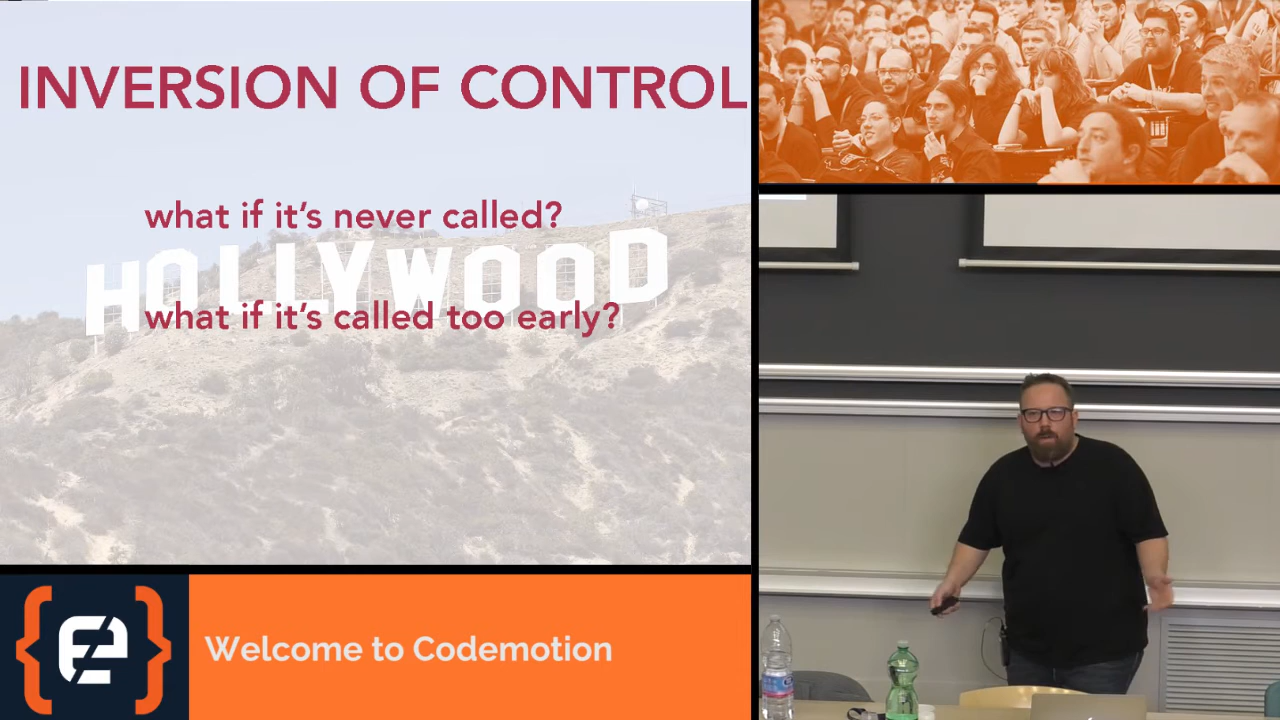 INVERSION OF CONTROL
what if it's never called?
HOLLYWOOD
what if it's called too early?
Welcome to Codemotion